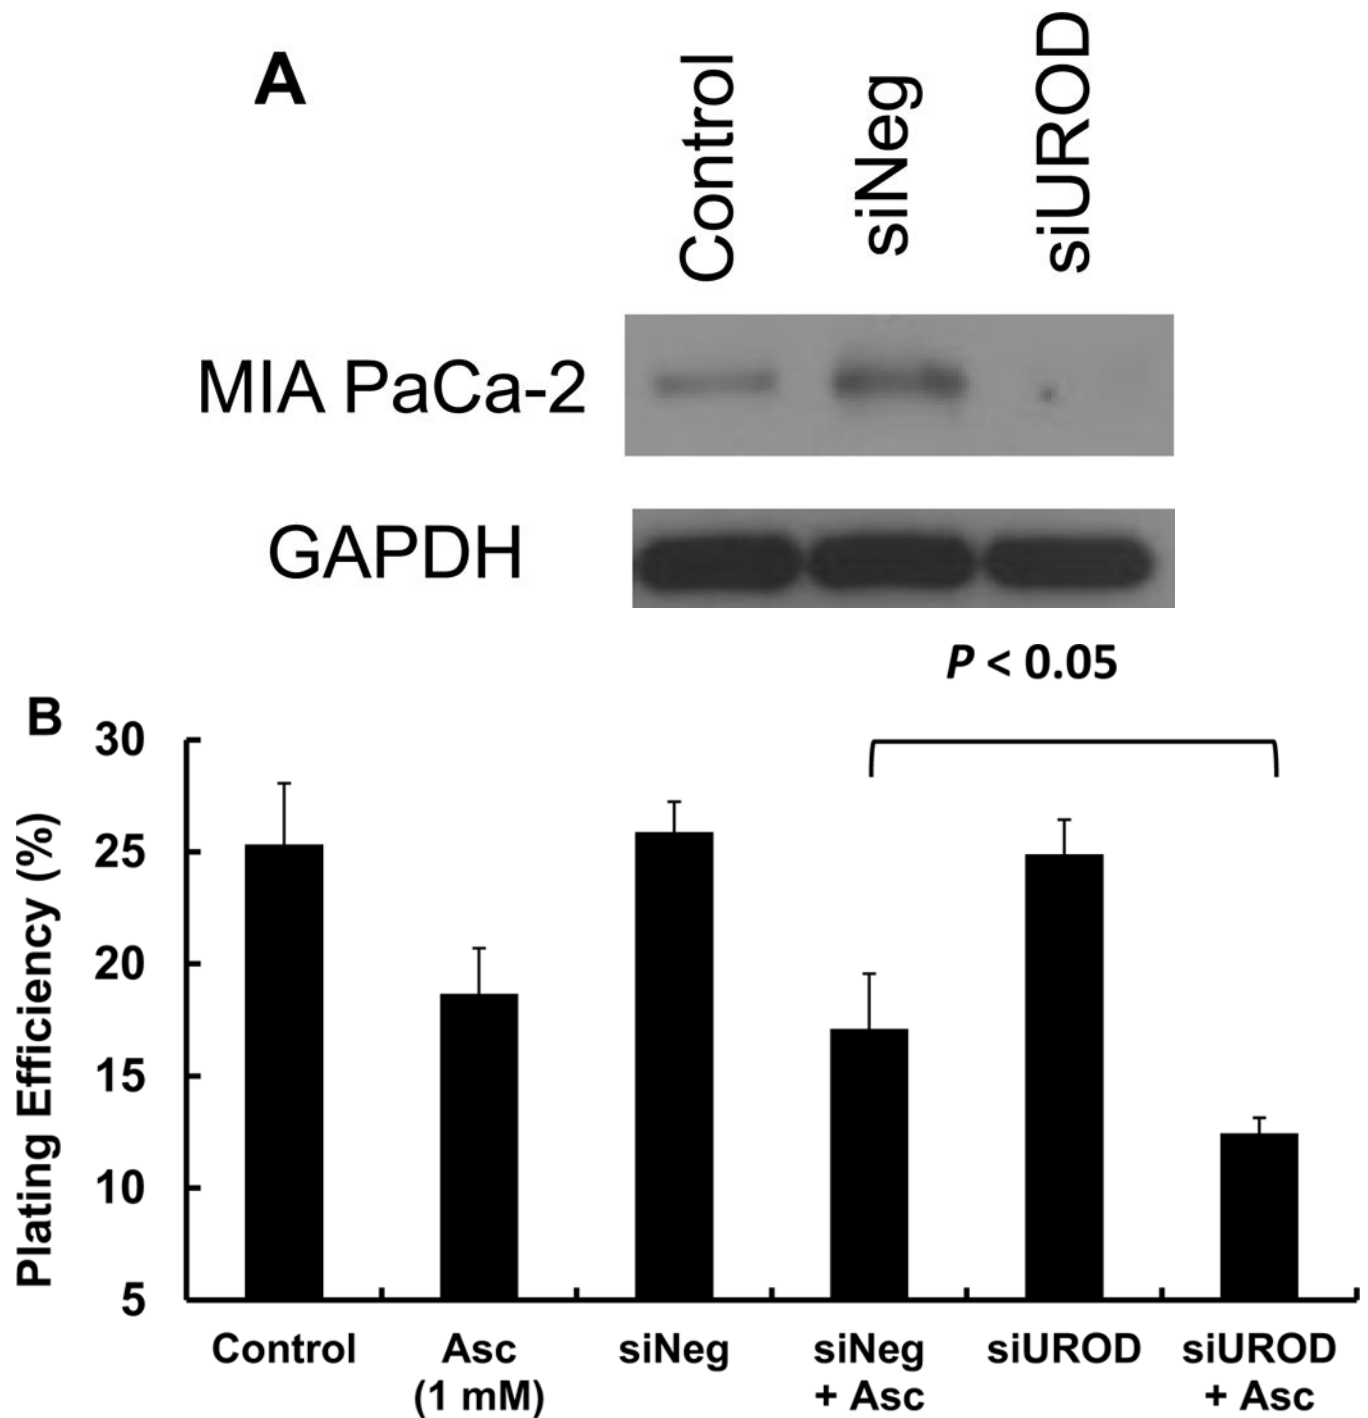 A
Control
siNeg
siUROD
MIA PaCa-2
GAPDH
P < 0.05
B
Plating Efficiency (%)
30
25
20
15
10
5
Control
Asc
(1 mM)
siNeg
siNeg
+ Asc
siUROD
siUROD
+ Asc